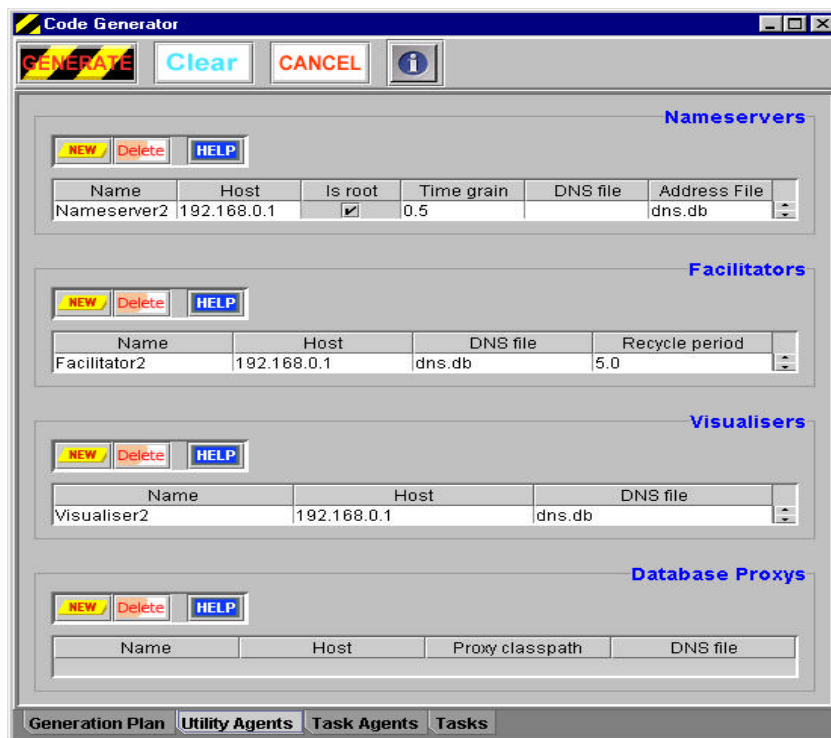 Code Generator
GENERATE Clear CANCEL i
Nameservers
NEW Delete HELP
Name Host Is root Time grain DNS file Address File
Nameserver2 192.168.0.1 0.5 dns.db
Facilitators
NEW Delete HELP
Name Host DNS file Recycle period
Facilitator2 192.168.0.1 dns.db 5.0
Visualisers
NEW Delete HELP
Name Host DNS file
Visualiser2 192.168.0.1 dns.db
Database Proxys
NEW Delete HELP
Name Host Proxy classpath DNS file
Generation Plan Utility Agents Task Agents Tasks